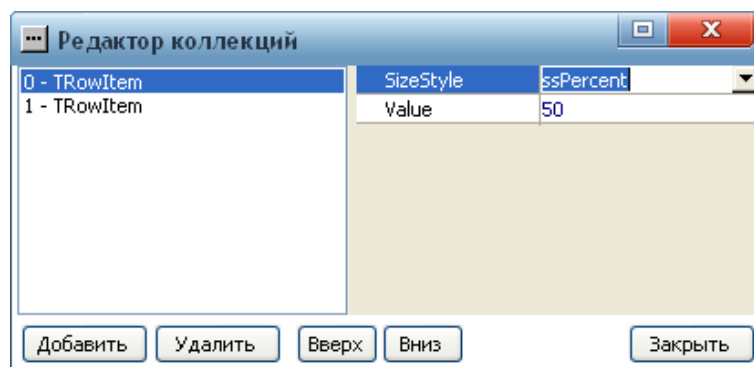 Редактор коллекций
0 - TRowItem
1 - TRowItem
SizeStyle ssPercent
Value 50
Добавить Удалить Вверх Вниз Закрыть